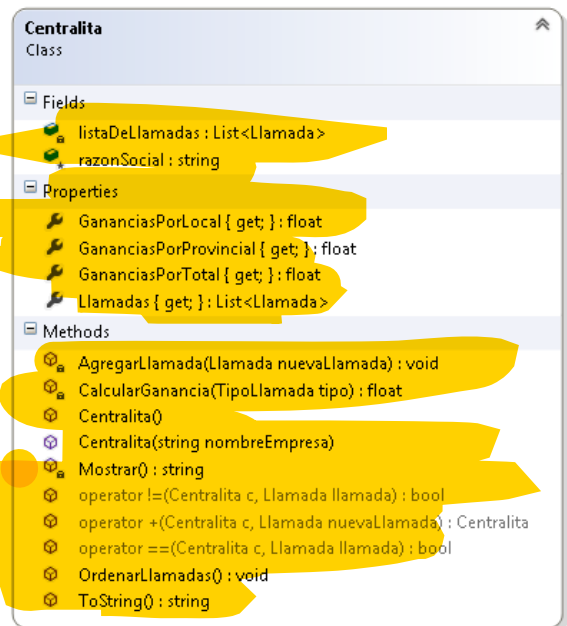 Centralita
Class
Fields
listaDeLlamadas : List<Llamada>
razonSocial : string
Properties
GananciasPorLocal { get; } : float
GananciasPorProvincial { get; } : float
GananciasPorTotal { get; } : float
Llamadas { get; } : List<Llamada>
Methods
AgregarLlamada(Llamada nuevaLlamada) : void
CalcularGanancia(TipoLlamada tipo) : float
Centralita()
Centralita(string nombreEmpresa)
Mostrar() : string
operator !=(Centralita c, Llamada llamada) : bool
operator +(Centralita c, Llamada nuevaLlamada) : Centralita
operator ==(Centralita c, Llamada llamada) : bool
OrdenarLlamadas() : void
ToString() : string